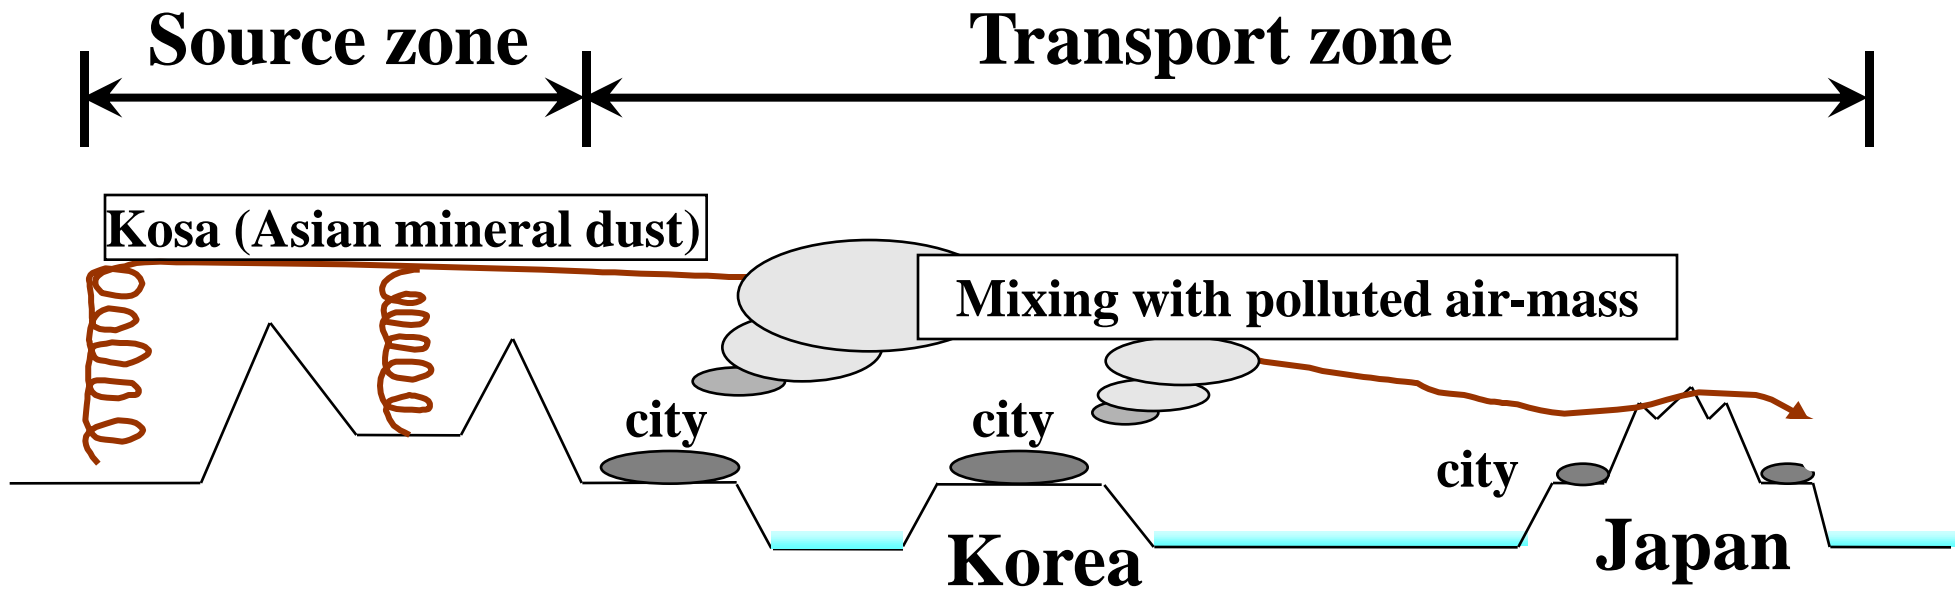 Source zone
Transport zone
Kosa (Asian mineral dust)
Mixing with polluted air-mass
city
city
city
Korea
Japan